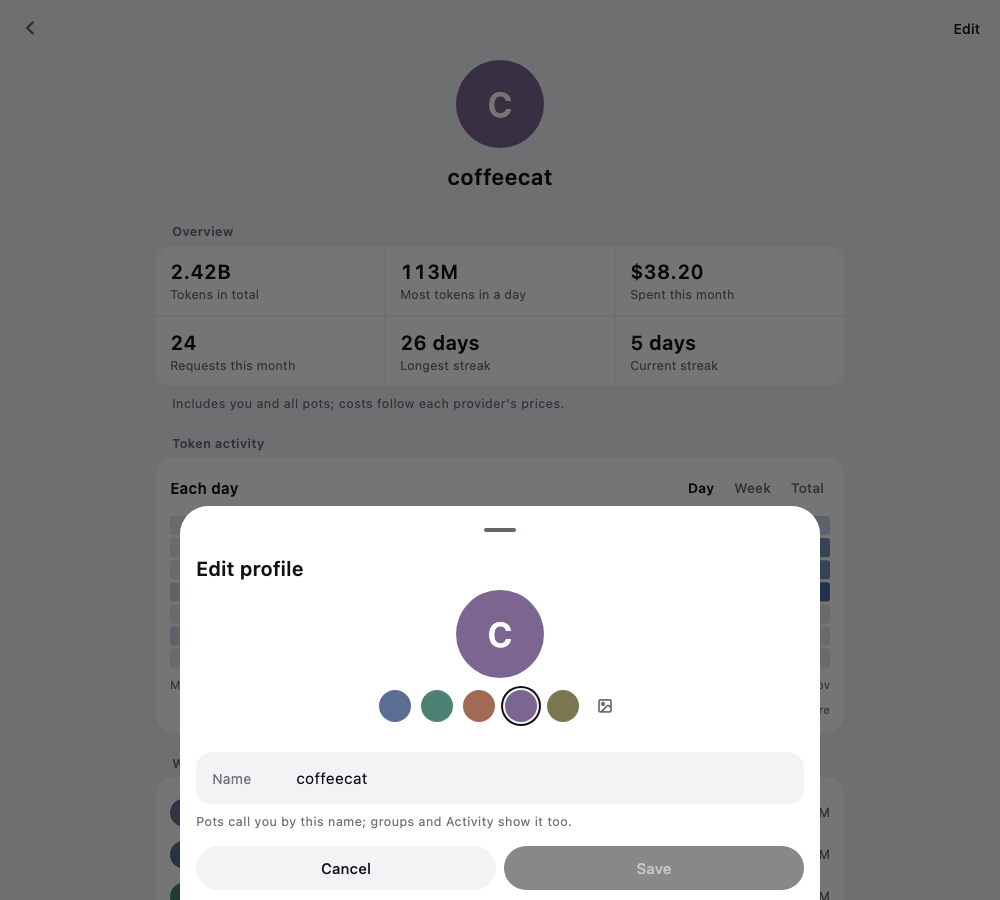 Edit
C
coffeecat
Overview
2.42B
Tokens in total
113M
Most tokens in a day
$38.20
Spent this month
24
Requests this month
26 days
Longest streak
5 days
Current streak
Includes you and all pots; costs follow each provider's prices.
Token activity
Each day
Day Week Total
Edit profile
C
Name coffeecat
Pots call you by this name; groups and Activity show it too.
Cancel Save